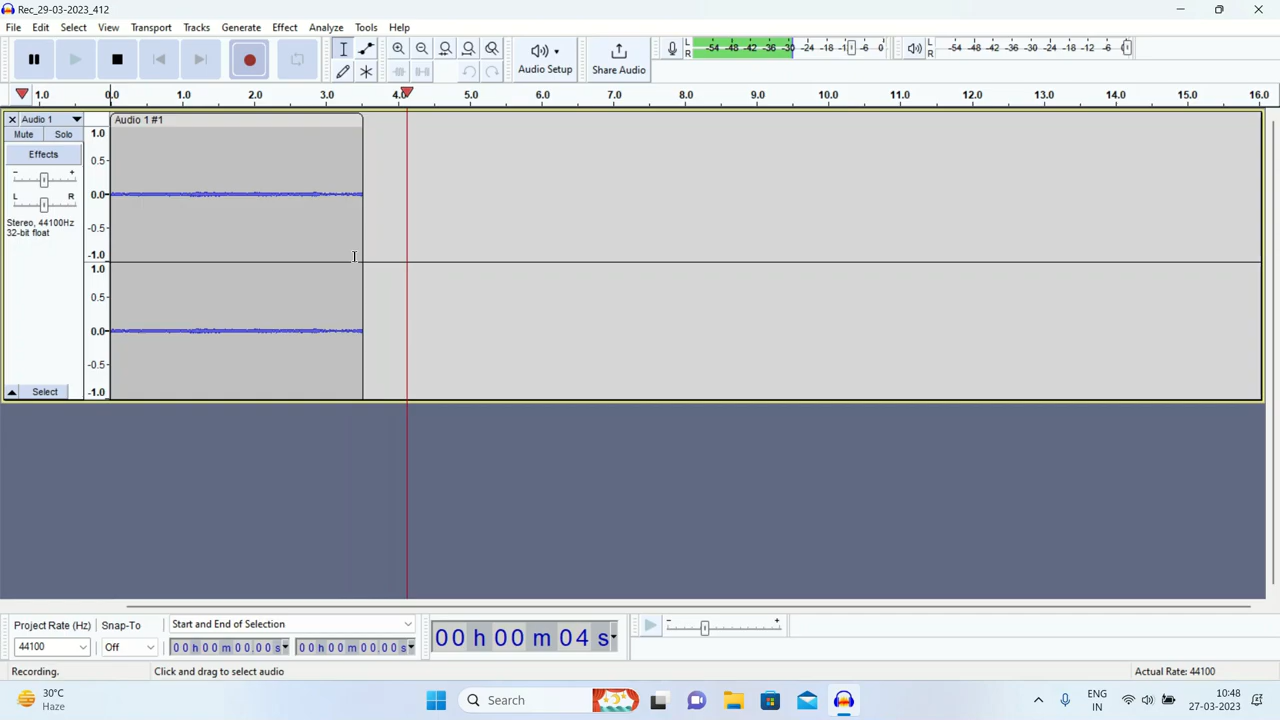 Rec_29-03-2023_412
File Edit Select View Transport Tracks Generate Effect Analyze Tools Help
L R -54 -48 -42 -36 -30 -24 -18 -1 -6 0
L R -54 -48 -42 -36 -30 -24 -18 -12 -6 0
Audio Setup
Share Audio
1.0 0.0 1.0 2.0 3.0 4.0 5.0 6.0 7.0 8.0 9.0 10.0 11.0 12.0 13.0 14.0 15.0 16.0
Audio 1
Audio 1 #1
Mute Solo
Effects
- +
L R
Stereo, 44100Hz
32-bit float
Select
1.0
0.5
0.0
-0.5
-1.0
1.0
0.5
0.0
-0.5
-1.0
Project Rate (Hz) Snap-To Start and End of Selection
44100 Off 00 h 00 m 00.00 s 00 h 00 m 00.00 s
00 h 00 m 04 s
- +
Recording. Click and drag to select audio Actual Rate: 44100
30°C
Haze
Search
ENG
IN
10:48
27-03-2023